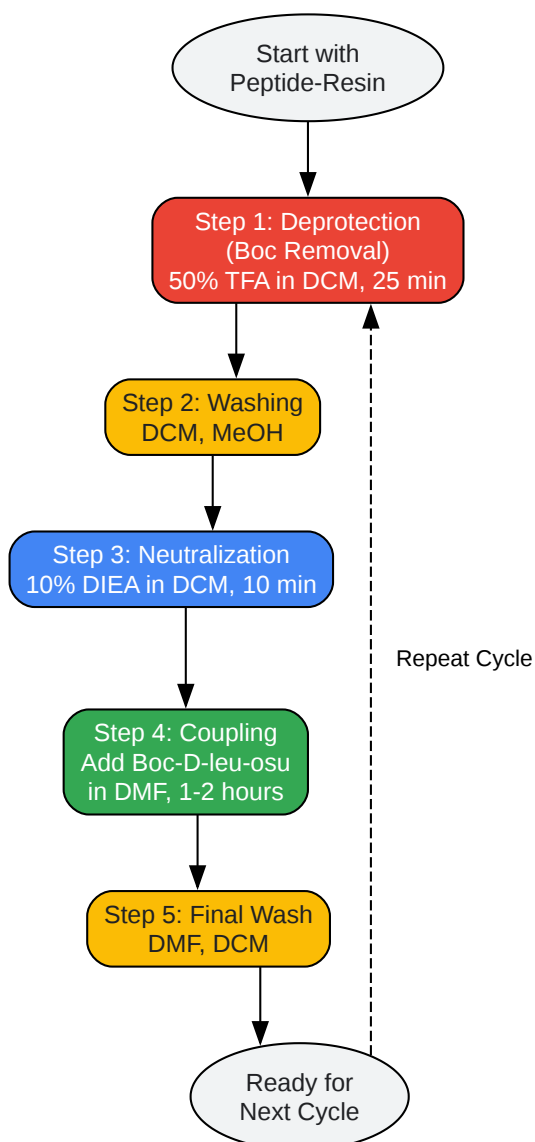 Start with
Peptide-Resin
Step 1: Deprotection
(Boc Removal)
50% TFA in DCM, 25 min
Step 2: Washing
DCM, MeOH
Step 3: Neutralization
10% DIEA in DCM, 10 min
Repeat Cycle
Step 4: Coupling
Add Boc-D-leu-osu
in DMF, 1-2 hours
Step 5: Final Wash
DMF, DCM
Ready for
Next Cycle